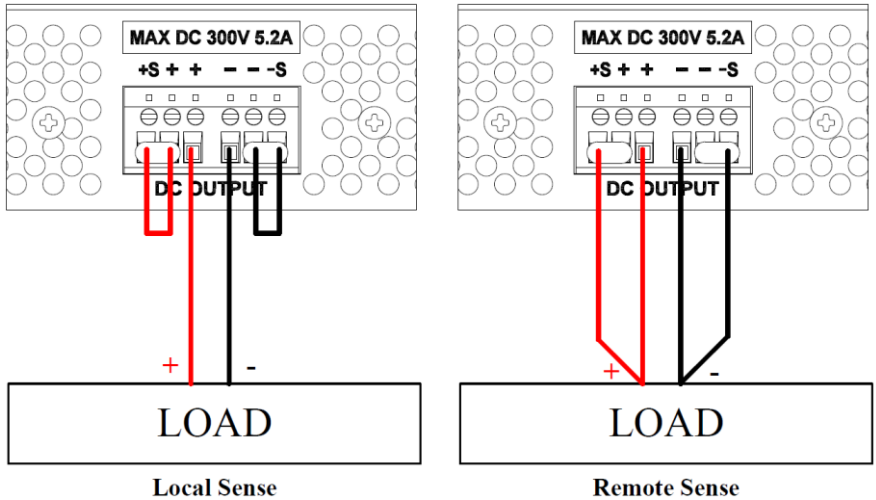 MAX DC 300V 5.2A
+S + + - - -S
DC OUTPUT
+ -
LOAD
Local Sense
MAX DC 300V 5.2A
+S + + - - -S
DC OUTPUT
+ -
LOAD
Remote Sense